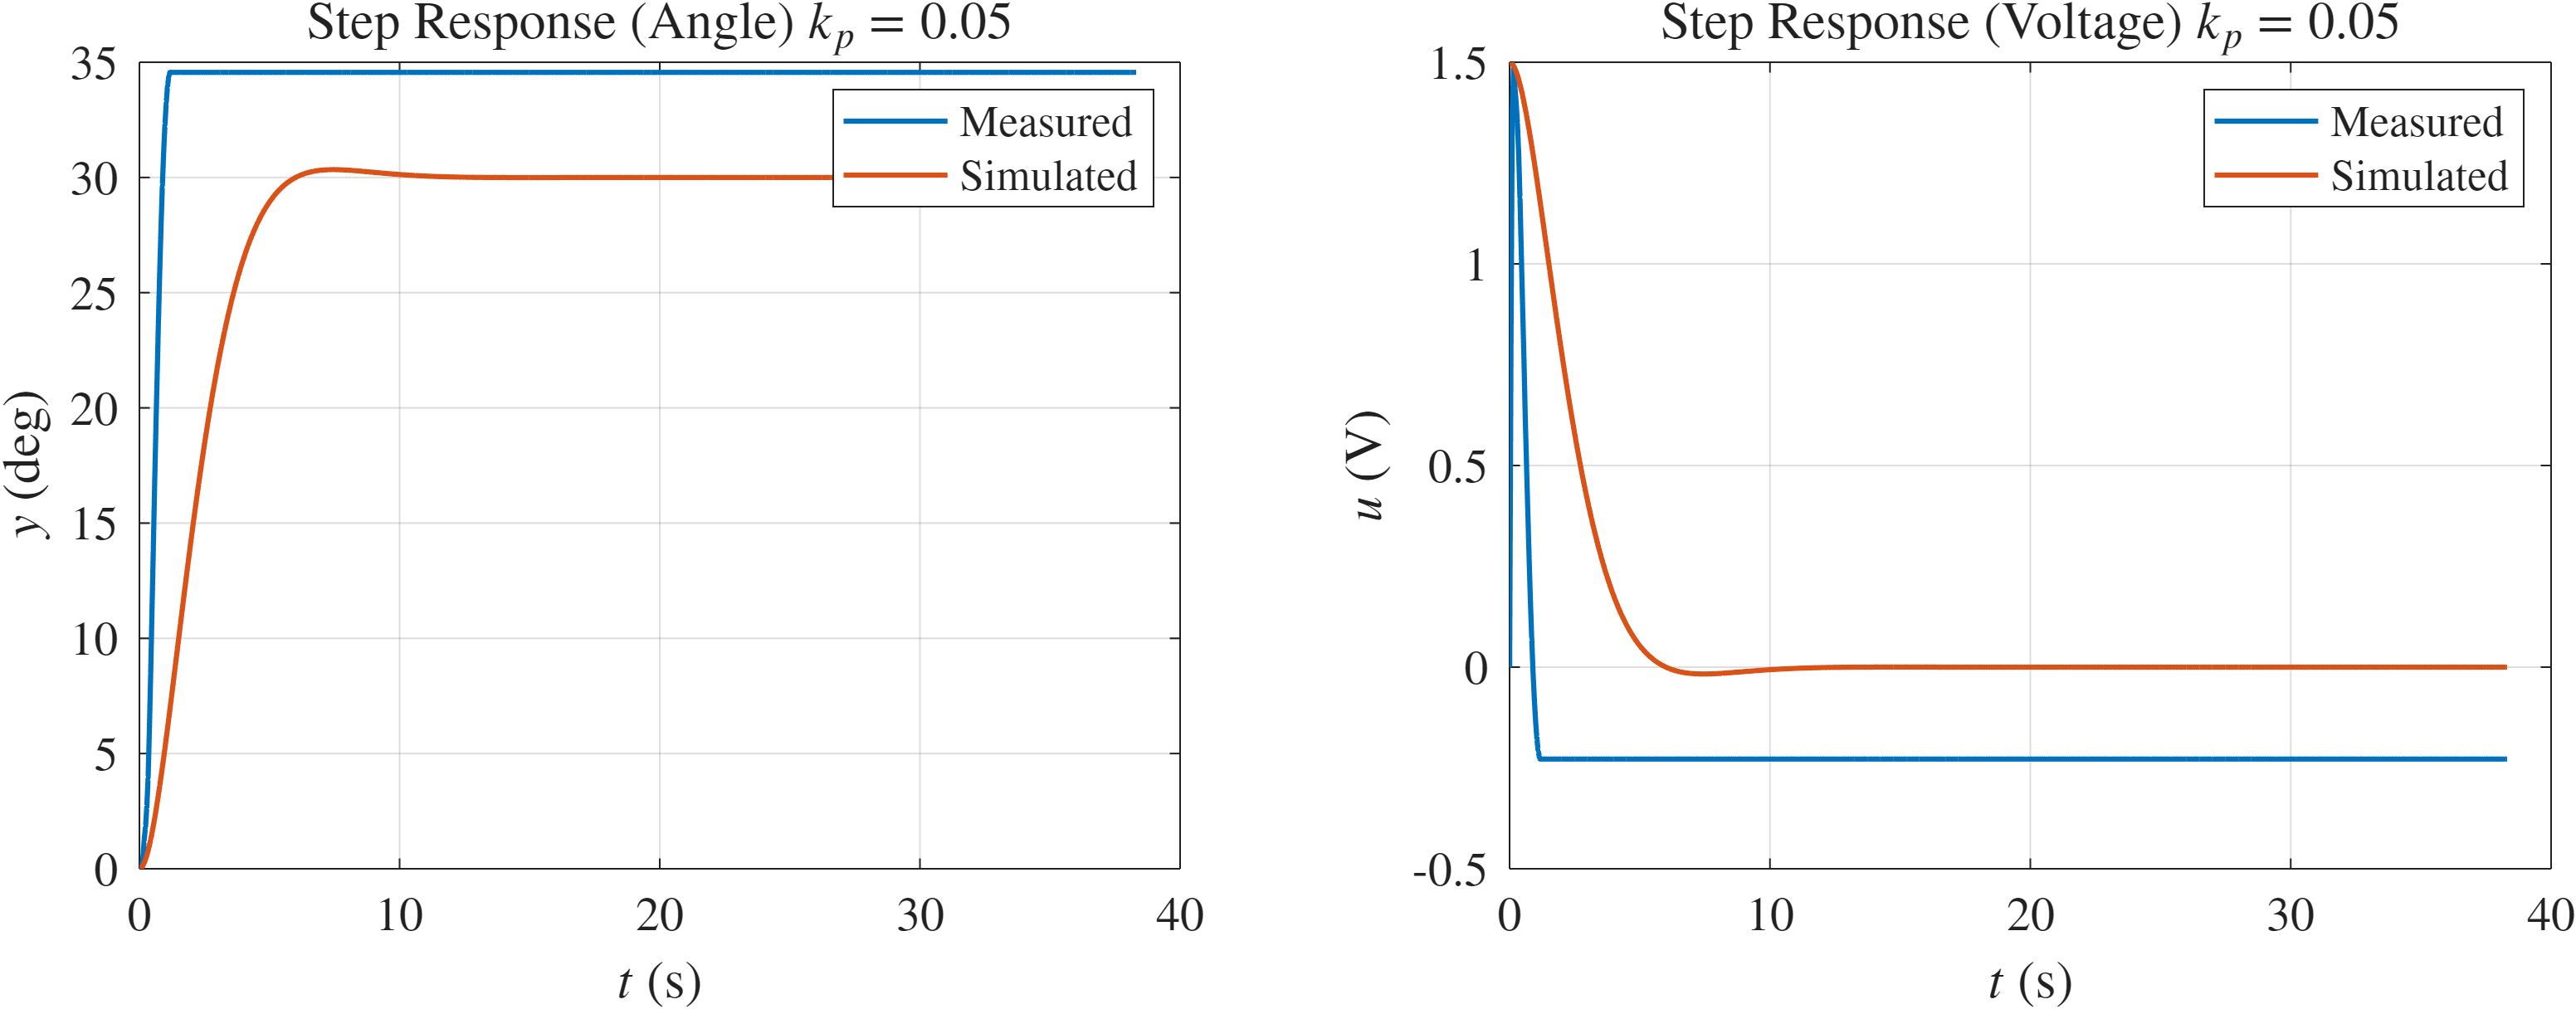 Step Response (Angle) k_p = 0.05
35
30
25
20
15
10
5
0
y (deg)
0 10 20 30 40
t (s)
Measured
Simulated
Step Response (Voltage) k_p = 0.05
1.5
1
0.5
0
-0.5
u (V)
0 10 20 30 40
t (s)
Measured
Simulated